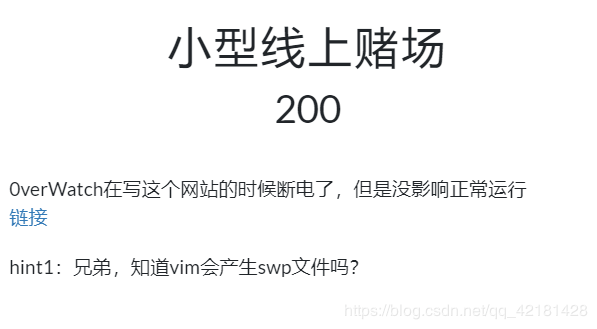 小型线上赌场
200
0verWatch在写这个网站的时候断电了，但是没影响正常运行
链接
hint1：兄弟，知道vim会产生swp文件吗？
https://blog.csdn.net/qq_42181428